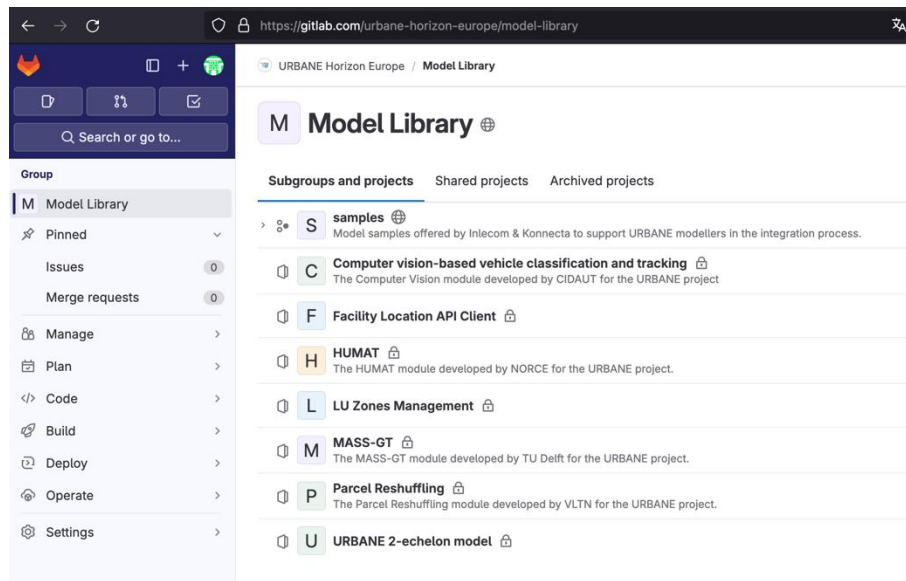 https://gitlab.com/urbane-horizon-europe/model-library
URBANE Horizon Europe / Model Library
Search or go to...
M Model Library
Subgroups and projects Shared projects Archived projects
Group
M Model Library
Pinned
Issues 0
Merge requests 0
Manage
Plan
Code
Build
Deploy
Operate
Settings
S samples
Model samples offered by Inlecom & Konnecta to support URBANE modellers in the integration process.
C Computer vision-based vehicle classification and tracking
The Computer Vision module developed by CIDAUT for the URBANE project
F Facility Location API Client
H HUMAT
The HUMAT module developed by NORCE for the URBANE project.
L LU Zones Management
M MASS-GT
The MASS-GT module developed by TU Delft for the URBANE project.
P Parcel Reshuffling
The Parcel Reshuffling module developed by VLTN for the URBANE project.
U URBANE 2-echelon model